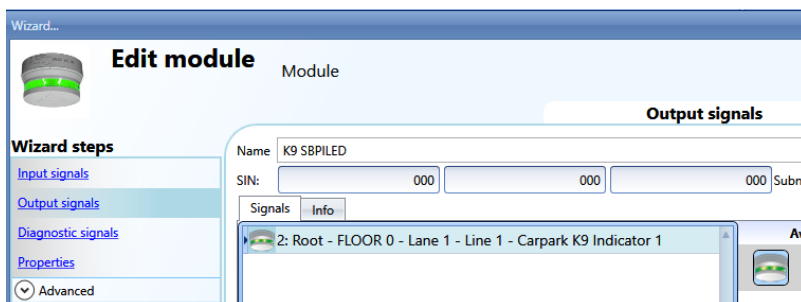 Wizard...
Edit module
Module
Output signals
Wizard steps
Name K9 SBPILED
Input signals
SIN: 000 000 000
Output signals
Signals Info
Diagnostic signals
2: Root - FLOOR 0 - Lane 1 - Line 1 - Carpark K9 Indicator 1
Properties
Advanced